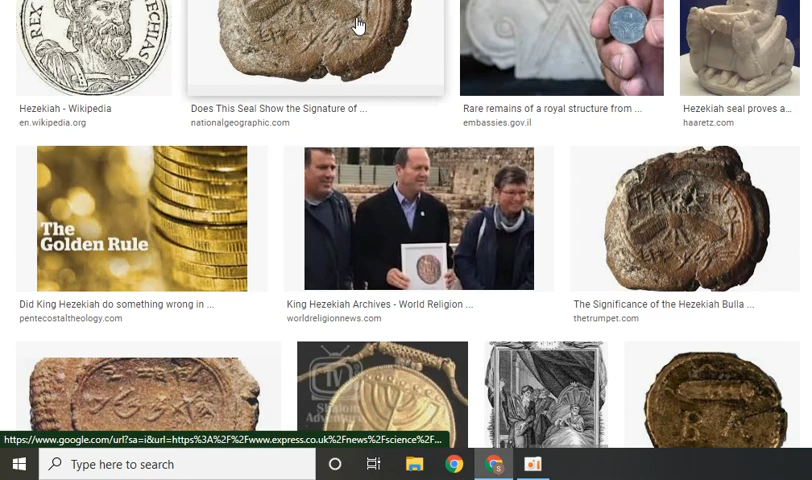 REX
CHIAS
Hezekiah - Wikipedia
en.wikipedia.org
Does This Seal Show the Signature of ...
nationalgeographic.com
Rare remains of a royal structure from ...
embassies.gov.il
Hezekiah seal proves a...
haaretz.com
The
Golden Rule
Did King Hezekiah do something wrong in ...
pentecostaltheology.com
King Hezekiah Archives - World Religion ...
worldreligionnews.com
The Significance of the Hezekiah Bulla ...
thetrumpet.com
TV
Shalom
Adventure
https://www.google.com/url?sa=i&url=https%3A%2F%2Fwww.express.co.uk%2Fnews%2Fscience%2F...
Type here to search
S